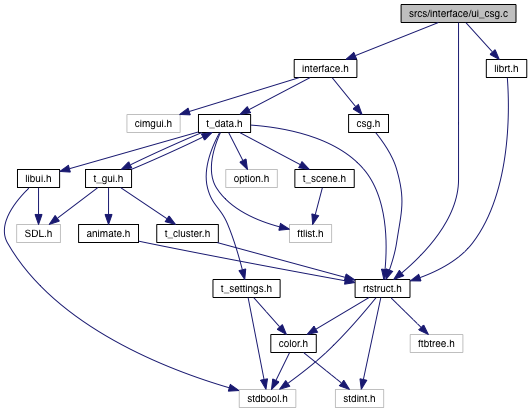 srcs/interface/ui_csg.c
interface.h
librt.h
cimgui.h
t_data.h
csg.h
libui.h
t_gui.h
option.h
t_scene.h
SDL.h
animate.h
t_cluster.h
ftlist.h
t_settings.h
rtstruct.h
color.h
ftbtree.h
stdbool.h
stdint.h